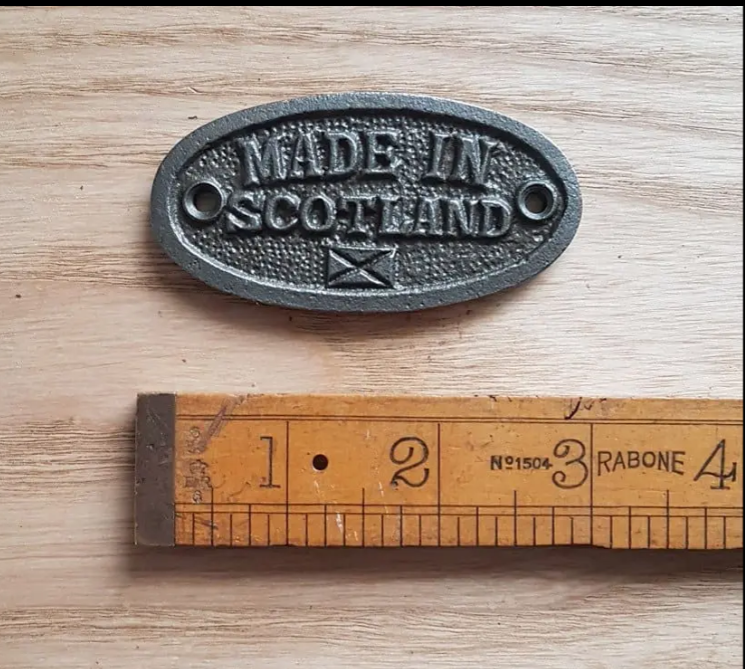 MADE IN
SCOTLAND
1 2 Nº1504 3 RABONE 4